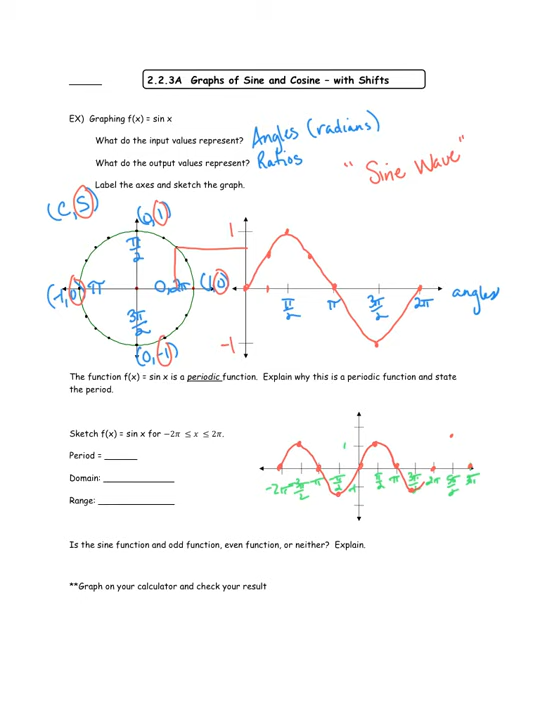 2.2.3A Graphs of Sine and Cosine – with Shifts
EX) Graphing f(x) = sin x
What do the input values represent? Angles (radians)
What do the output values represent? Ratios
"Sine Wave"
Label the axes and sketch the graph.
(C, S)
(0, 1)
1
π/2
(-1, 0) π
0, 2π (1, 0)
π/2 π 3π/2 2π angles
3π/2
(0, -1)
-1
The function f(x) = sin x is a periodic function. Explain why this is a periodic function and state
the period.
Sketch f(x) = sin x for −2π ≤ x ≤ 2π.
1
Period = ______
Domain: ______________
-2π -3π/2 -π -π/2 π/2 π 3π/2 2π 5π/2 3π
Range: ______________
Is the sine function and odd function, even function, or neither? Explain.
**Graph on your calculator and check your result